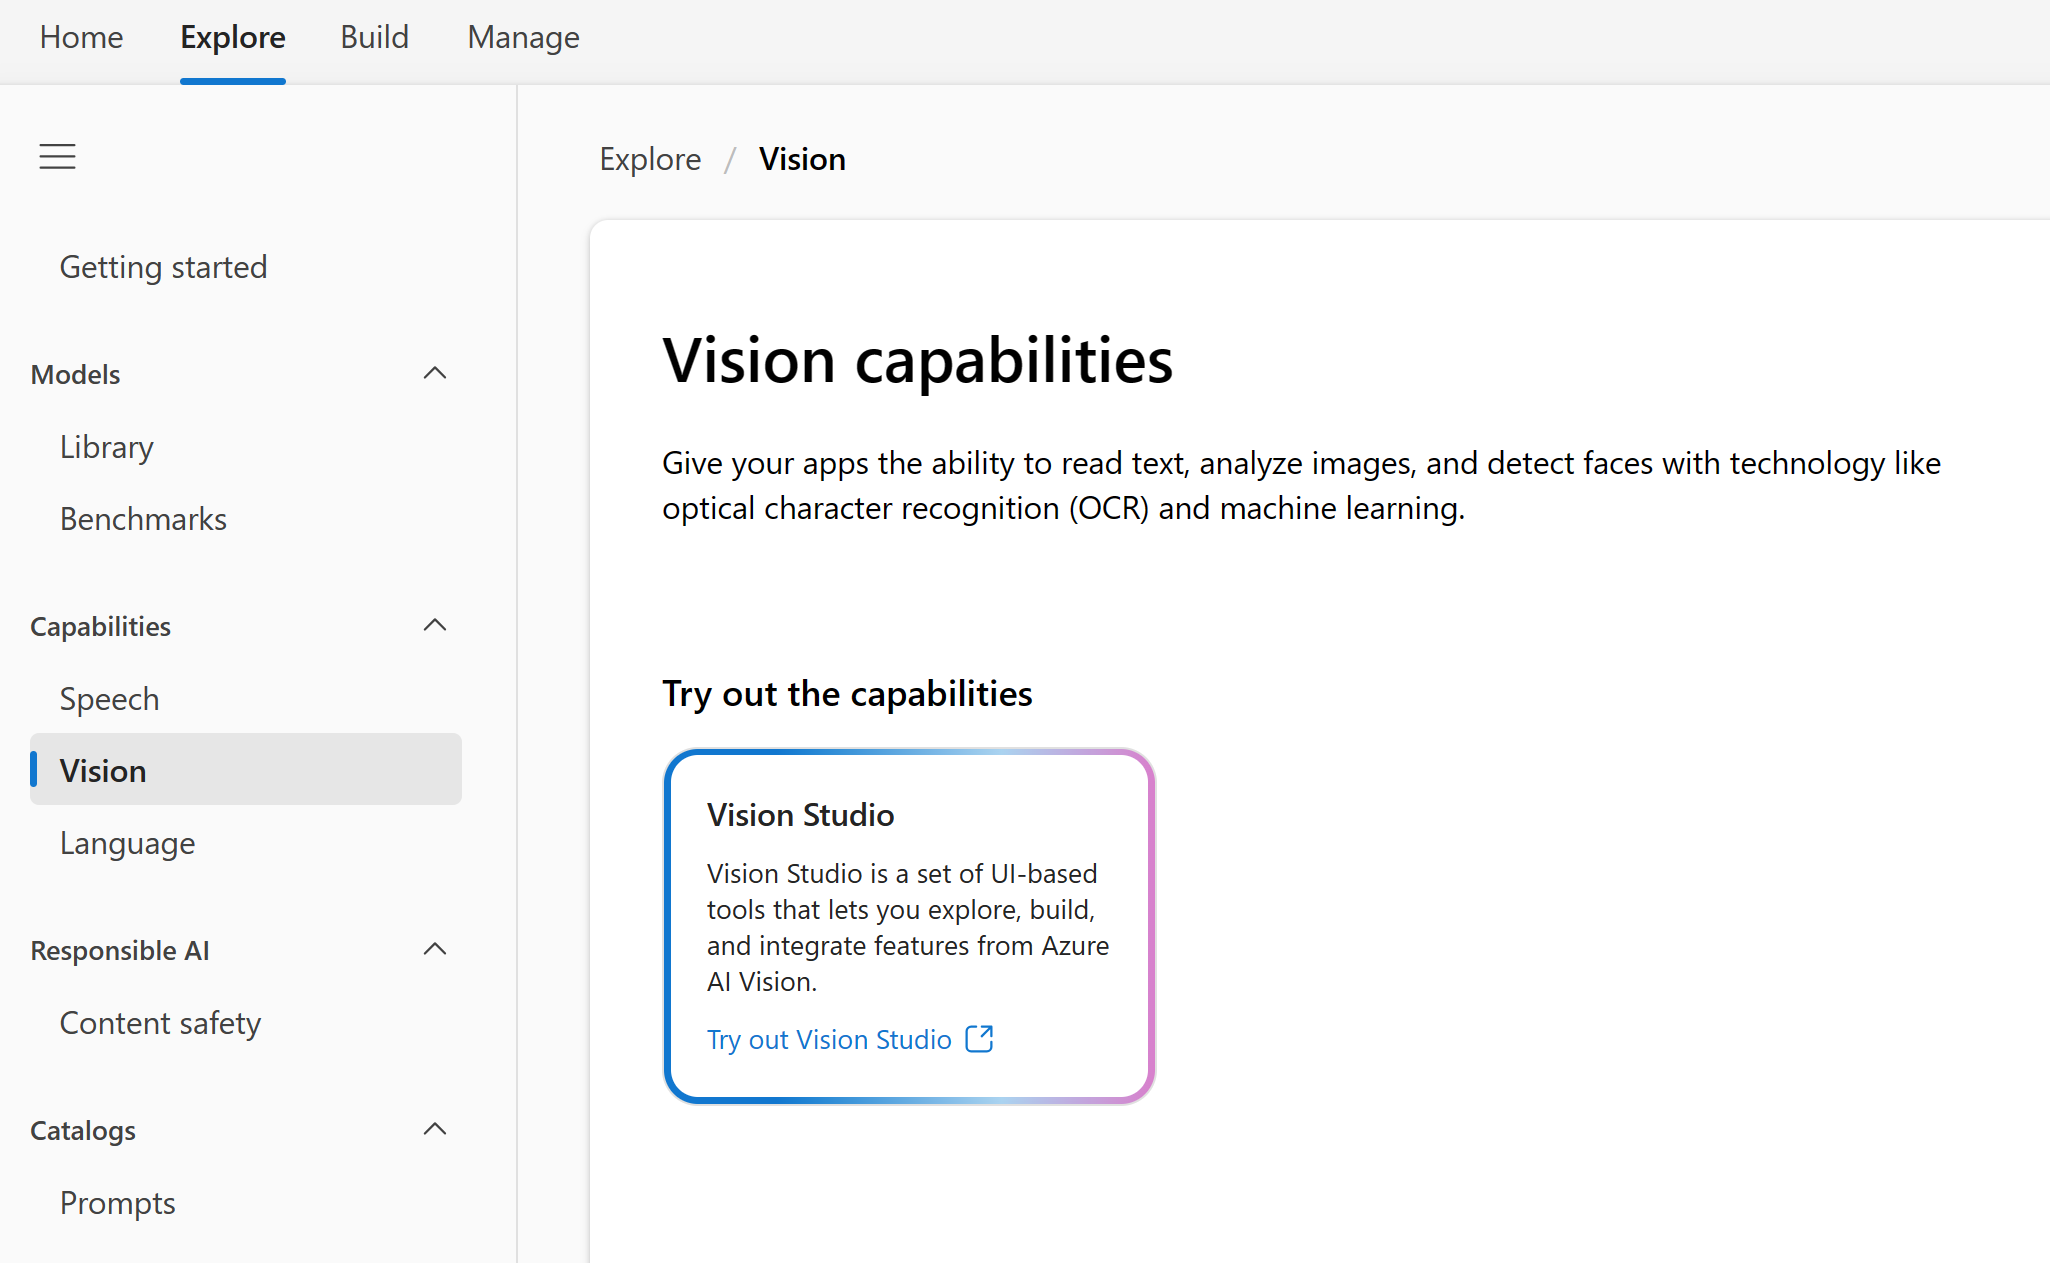 Home Explore Build Manage
Getting started
Models
Library
Benchmarks
Capabilities
Speech
Vision
Language
Responsible AI
Content safety
Catalogs
Prompts
Explore / Vision
Vision capabilities
Give your apps the ability to read text, analyze images, and detect faces with technology like
optical character recognition (OCR) and machine learning.
Try out the capabilities
Vision Studio
Vision Studio is a set of UI-based
tools that lets you explore, build,
and integrate features from Azure
AI Vision.
Try out Vision Studio